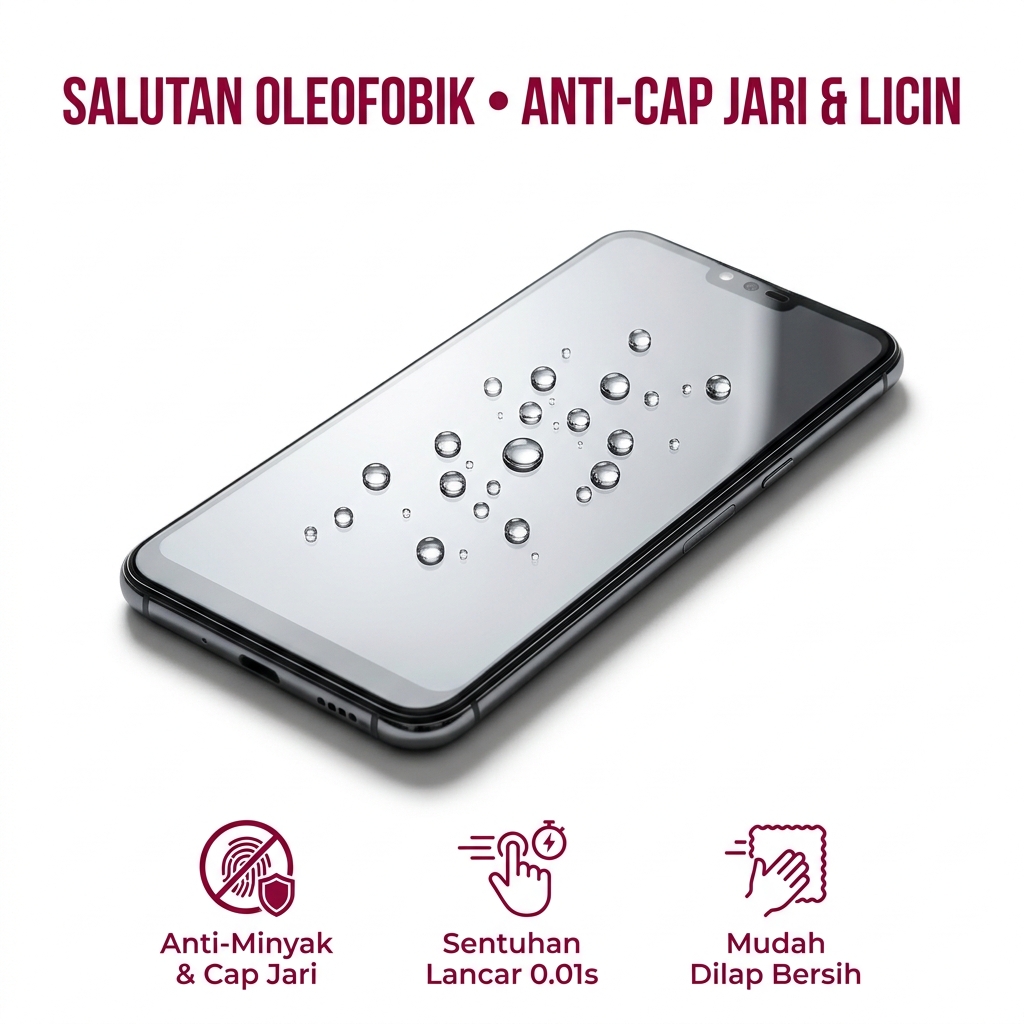 SALUTAN OLEOFOBIK • ANTI-CAP JARI & LICIN
Anti-Minyak
& Cap Jari
Sentuhan
Lancar 0.01s
Mudah
Dilap Bersih